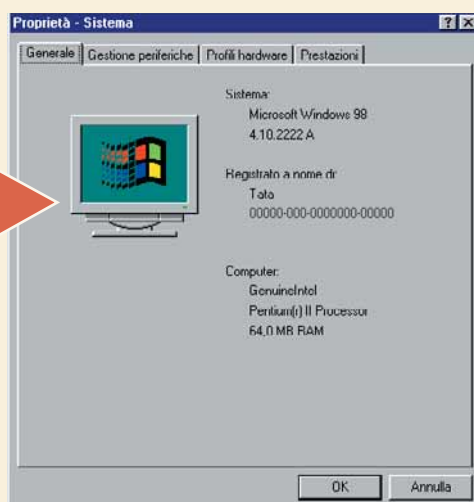 Proprietà - Sistema
Generale Gestione periferiche Profili hardware Prestazioni
Sistema:
Microsoft Windows 98
4.10.2222 A
Registrato a nome di:
Tata
00000-000-0000000-00000
Computer:
GenuineIntel
Pentium(r) II Processor
64,0 MB RAM
OK Annulla